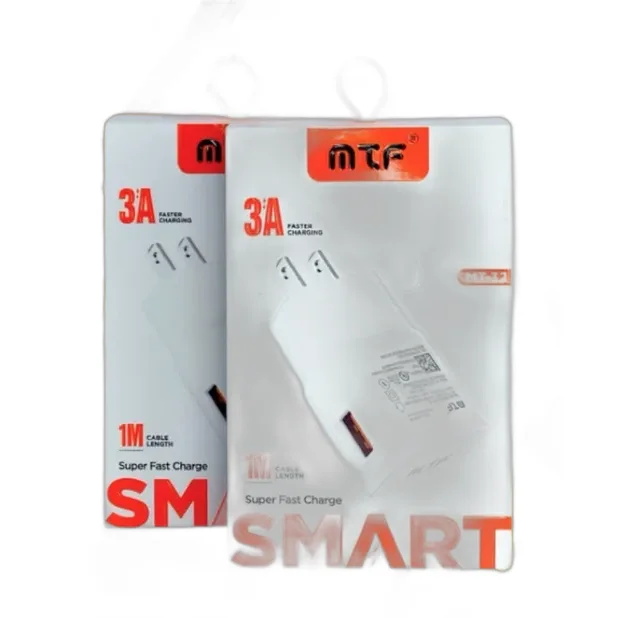 m
3A
FASTER
CHARGING
1M
CABLE
LENGTH
Super Fast Charge
SMA
mTF
3A
FASTER
CHARGING
mTF
1M
CABLE
LENGTH
Super Fast Charge
SMART